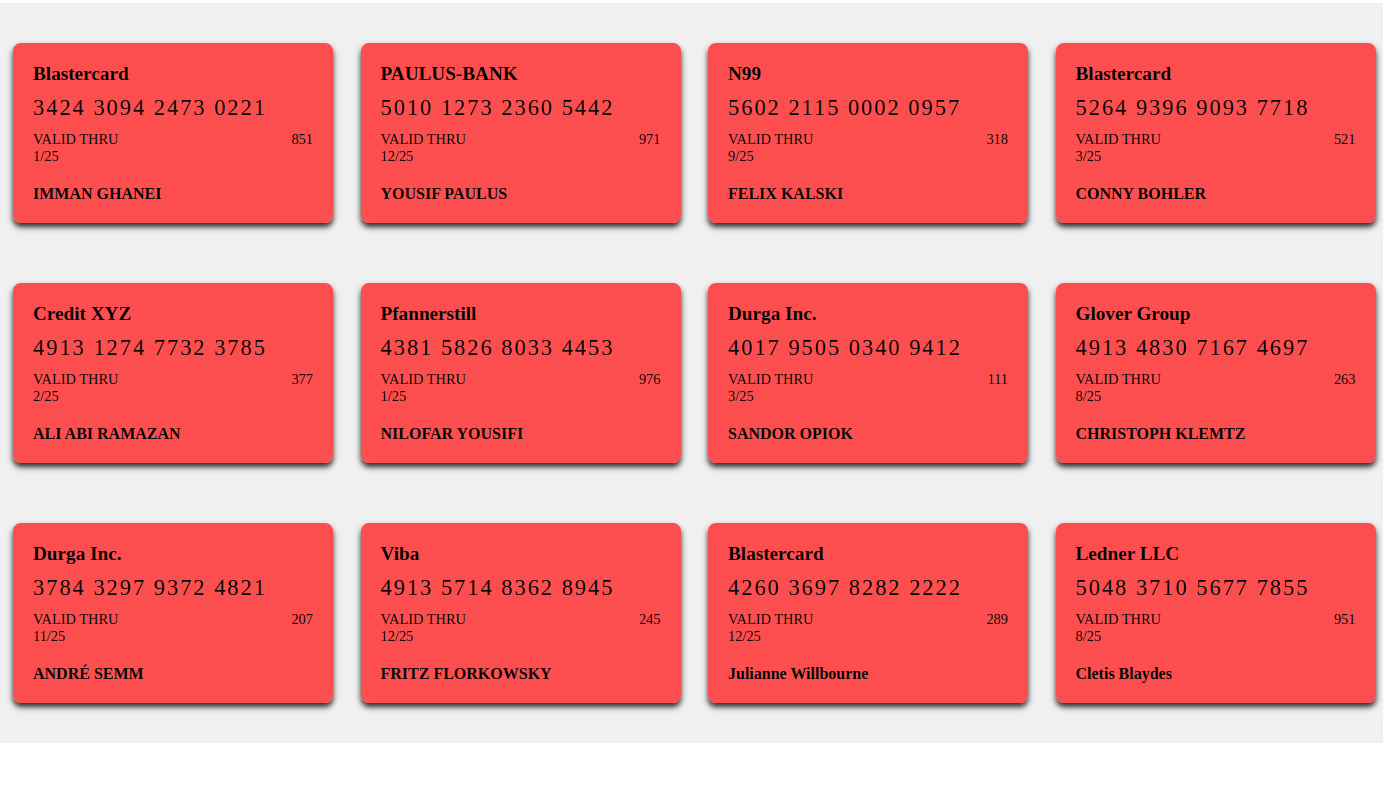 Blastercard
3424 3094 2473 0221
VALID THRU 851
1/25
IMMAN GHANEI
PAULUS-BANK
5010 1273 2360 5442
VALID THRU 971
12/25
YOUSIF PAULUS
N99
5602 2115 0002 0957
VALID THRU 318
9/25
FELIX KALSKI
Blastercard
5264 9396 9093 7718
VALID THRU 521
3/25
CONNY BOHLER
Credit XYZ
4913 1274 7732 3785
VALID THRU 377
2/25
ALI ABI RAMAZAN
Pfannerstill
4381 5826 8033 4453
VALID THRU 976
1/25
NILOFAR YOUSIFI
Durga Inc.
4017 9505 0340 9412
VALID THRU 111
3/25
SANDOR OPIOK
Glover Group
4913 4830 7167 4697
VALID THRU 263
8/25
CHRISTOPH KLEMTZ
Durga Inc.
3784 3297 9372 4821
VALID THRU 207
11/25
ANDRÉ SEMM
Viba
4913 5714 8362 8945
VALID THRU 245
12/25
FRITZ FLORKOWSKY
Blastercard
4260 3697 8282 2222
VALID THRU 289
12/25
Julianne Willbourne
Ledner LLC
5048 3710 5677 7855
VALID THRU 951
8/25
Cletis Blaydes